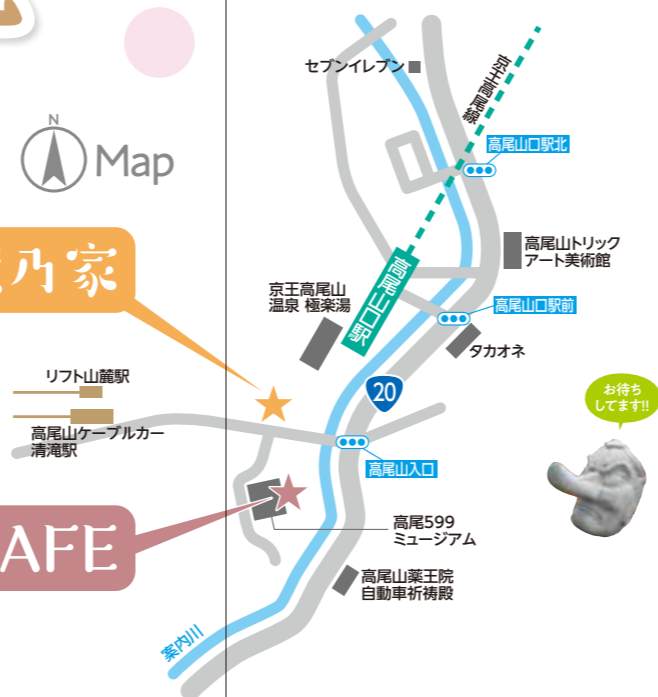 セブンイレブン
京王高尾線
高尾山口駅北
N
Map
高尾山トリック
アート美術館
乃家
京王高尾山
温泉 極楽湯
高尾山口駅
高尾山口駅前
タカオネ
リフト山麓駅
20
お待ち
してます!!
高尾山ケーブルカー
清滝駅
高尾山入口
AFE
高尾599
ミュージアム
高尾山薬王院
自動車祈祷殿
案内川